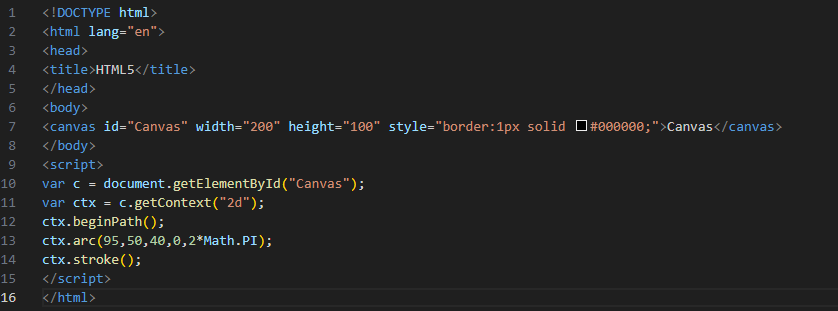 1 <!DOCTYPE html>
2 <html lang="en">
3 <head>
4 <title>HTML5</title>
5 </head>
6 <body>
7 <canvas id="Canvas" width="200" height="100" style="border:1px solid #000000;">Canvas</canvas>
8 </body>
9 <script>
10 var c = document.getElementById("Canvas");
11 var ctx = c.getContext("2d");
12 ctx.beginPath();
13 ctx.arc(95,50,40,0,2*Math.PI);
14 ctx.stroke();
15 </script>
16 </html>